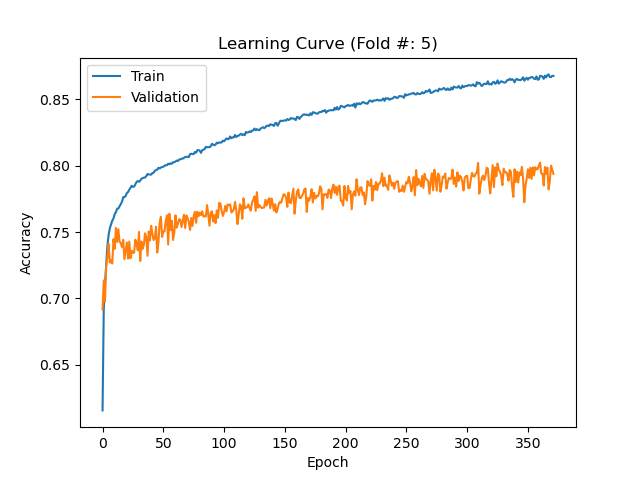 Learning Curve (Fold #: 5)
Train
Validation
0.85
0.80
0.75
0.70
0.65
Accuracy
0 50 100 150 200 250 300 350
Epoch